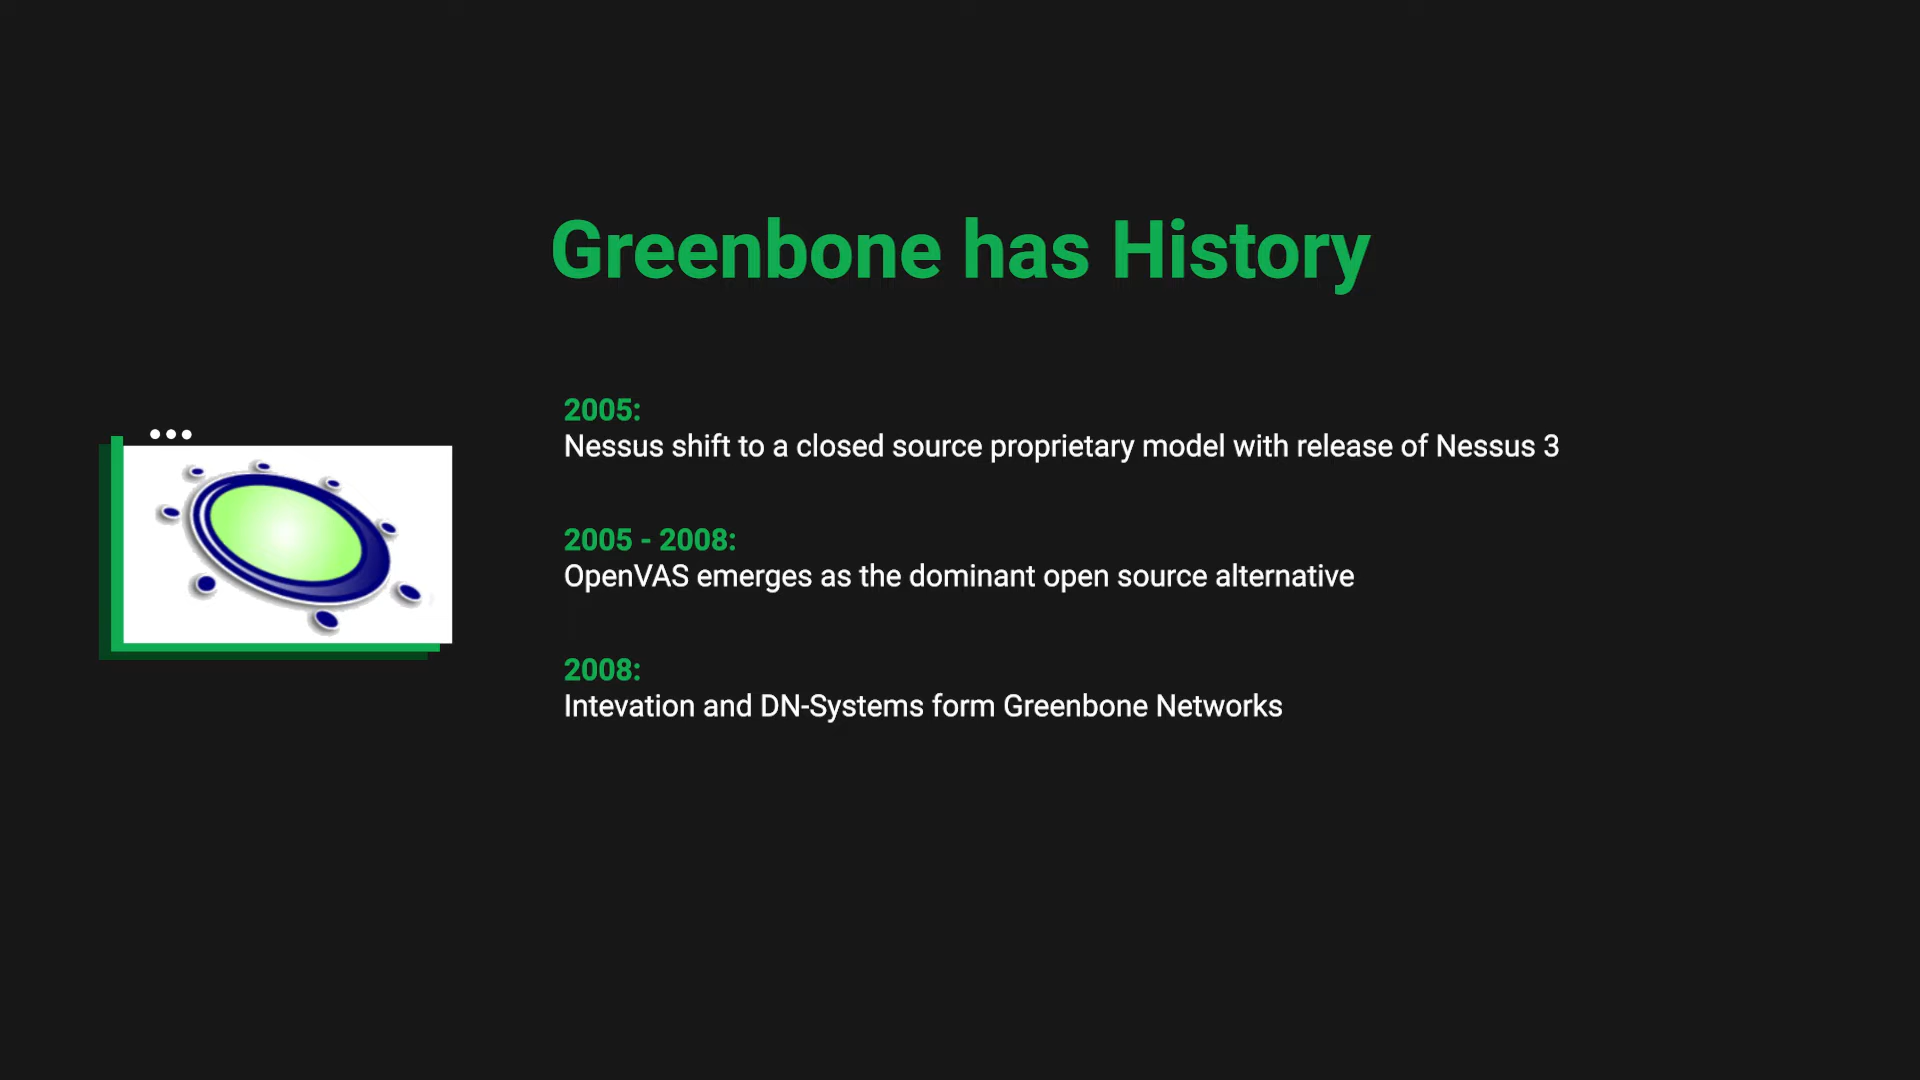 Greenbone has History
2005:
Nessus shift to a closed source proprietary model with release of Nessus 3
2005 - 2008:
OpenVAS emerges as the dominant open source alternative
2008:
Intevation and DN-Systems form Greenbone Networks